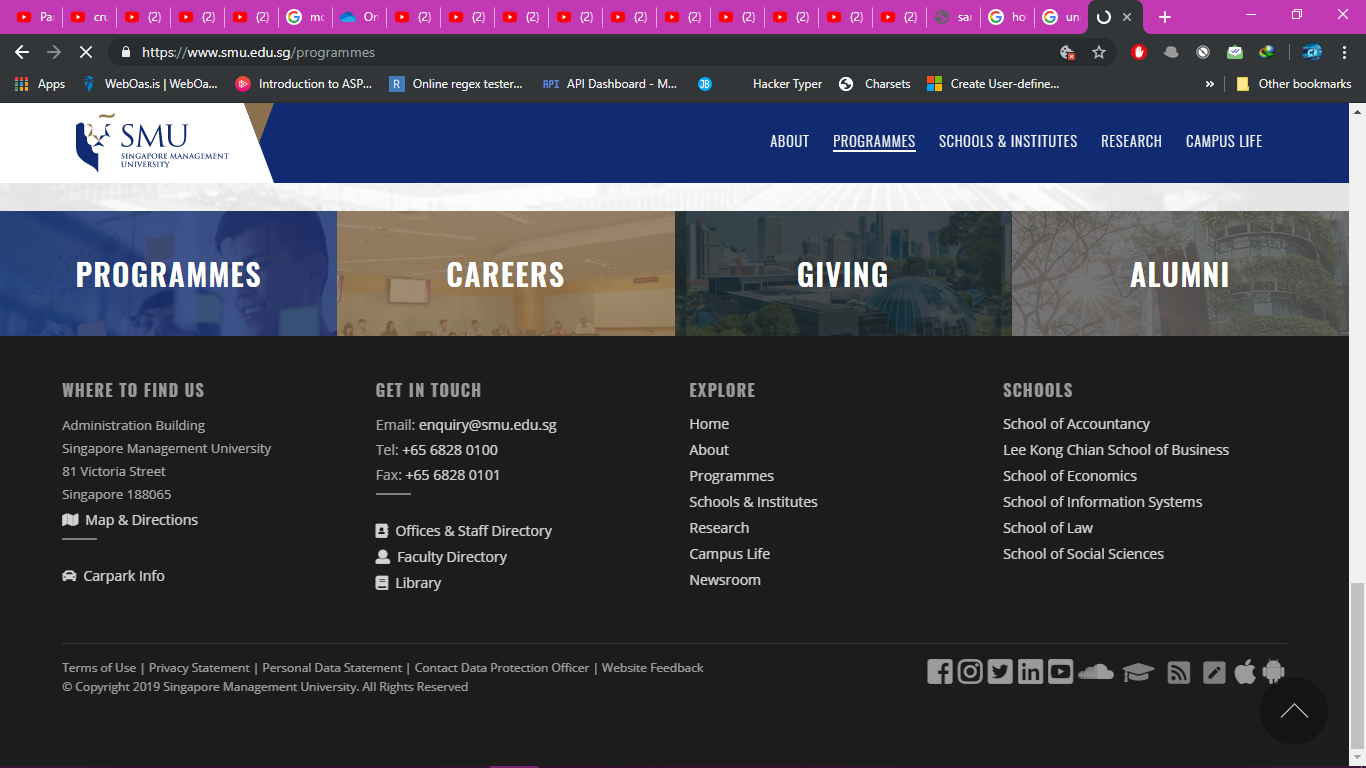 Pa
cru
(2)
(2)
(2)
mo
On
(2)
(2)
(2)
(2)
(2)
(2)
(2)
(2)
(2)
(2)
sar
ho
uni
https://www.smu.edu.sg/programmes
Apps
WebOas.is | WebOa...
Introduction to ASP...
R
Online regex tester...
API
API Dashboard - M...
JB
Hacker Typer
Charsets
Create User-define...
»
Other bookmarks
SMU
SINGAPORE MANAGEMENT
UNIVERSITY
ABOUT
PROGRAMMES
SCHOOLS & INSTITUTES
RESEARCH
CAMPUS LIFE
PROGRAMMES
CAREERS
GIVING
ALUMNI
WHERE TO FIND US
Administration Building
Singapore Management University
81 Victoria Street
Singapore 188065
Map & Directions
Carpark Info
GET IN TOUCH
Email: enquiry@smu.edu.sg
Tel: +65 6828 0100
Fax: +65 6828 0101
Offices & Staff Directory
Faculty Directory
Library
EXPLORE
Home
About
Programmes
Schools & Institutes
Research
Campus Life
Newsroom
SCHOOLS
School of Accountancy
Lee Kong Chian School of Business
School of Economics
School of Information Systems
School of Law
School of Social Sciences
Terms of Use | Privacy Statement | Personal Data Statement | Contact Data Protection Officer | Website Feedback
© Copyright 2019 Singapore Management University. All Rights Reserved